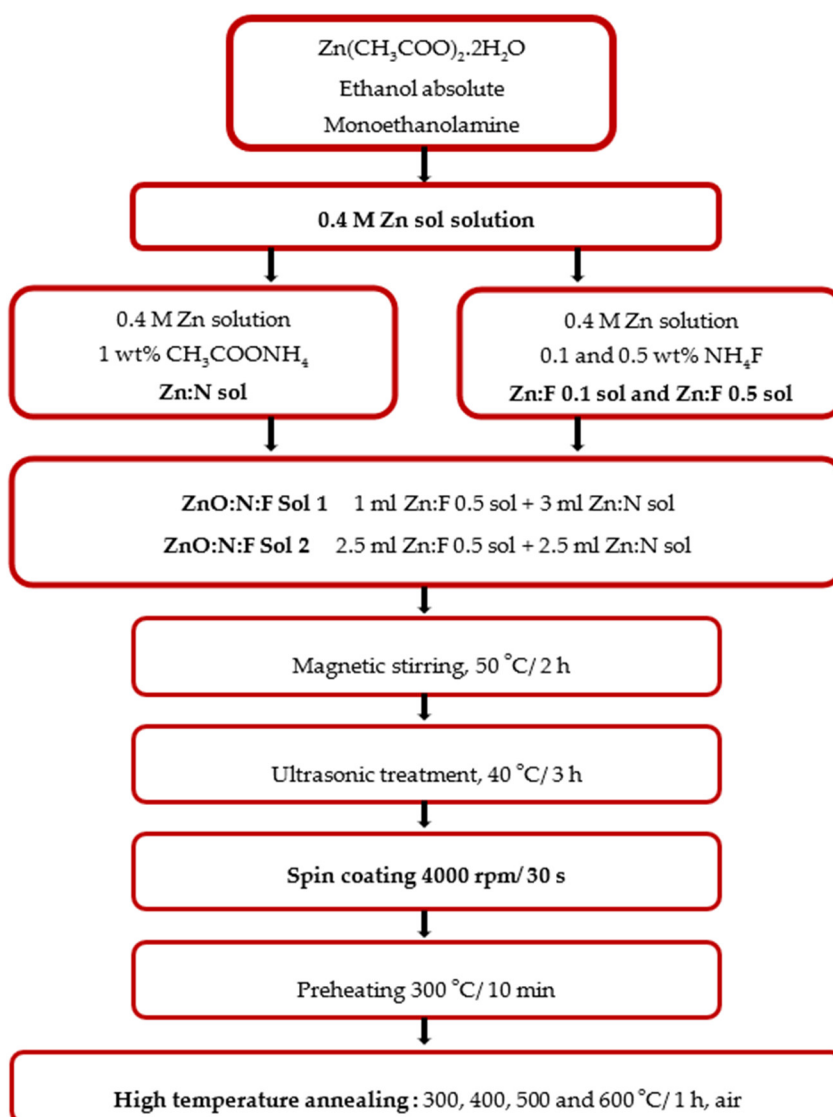 Zn(CH₃COO)₂.2H₂O
Ethanol absolute
Monoethanolamine
0.4 M Zn sol solution
0.4 M Zn solution
1 wt% CH₃COONH₄
Zn:N sol
0.4 M Zn solution
0.1 and 0.5 wt% NH₄F
Zn:F 0.1 sol and Zn:F 0.5 sol
ZnO:N:F Sol 1 1 ml Zn:F 0.5 sol + 3 ml Zn:N sol
ZnO:N:F Sol 2 2.5 ml Zn:F 0.5 sol + 2.5 ml Zn:N sol
Magnetic stirring, 50 °C/ 2 h
Ultrasonic treatment, 40 °C/ 3 h
Spin coating 4000 rpm/ 30 s
Preheating 300 °C/ 10 min
High temperature annealing : 300, 400, 500 and 600 °C/ 1 h, air